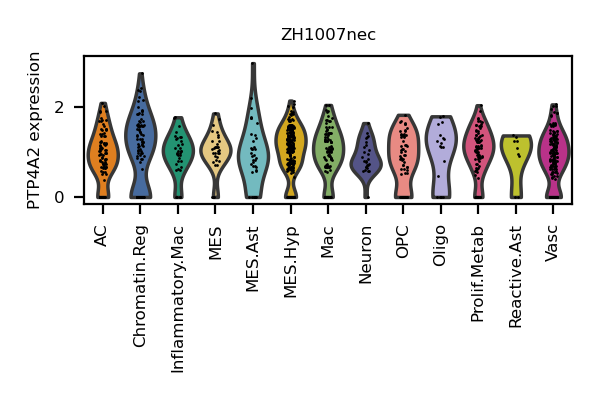 ZH1007nec
PTP4A2 expression
2
0
AC
Chromatin.Reg
Inflammatory.Mac
MES
MES.Ast
MES.Hyp
Mac
Neuron
OPC
Oligo
Prolif.Metab
Reactive.Ast
Vasc